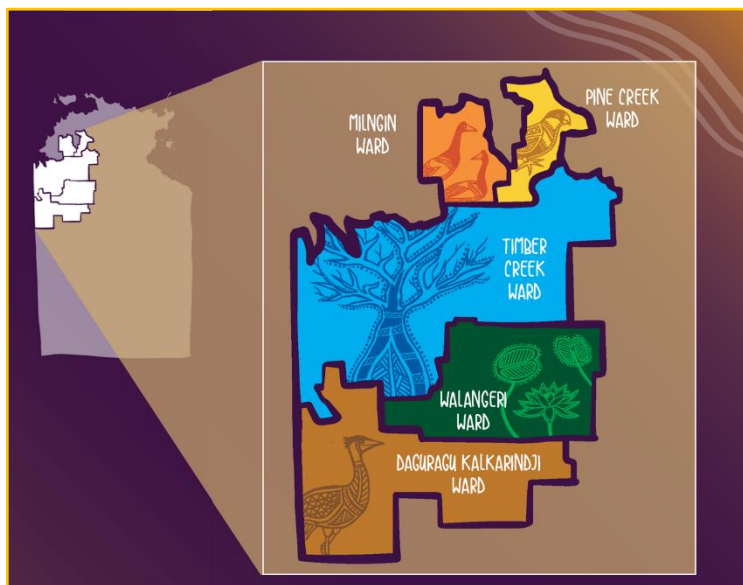 MILNGIN
WARD
PINE CREEK
WARD
TIMBER
CREEK
WARD
WALANGERI
WARD
DAGURAGU KALKARINDJI
WARD